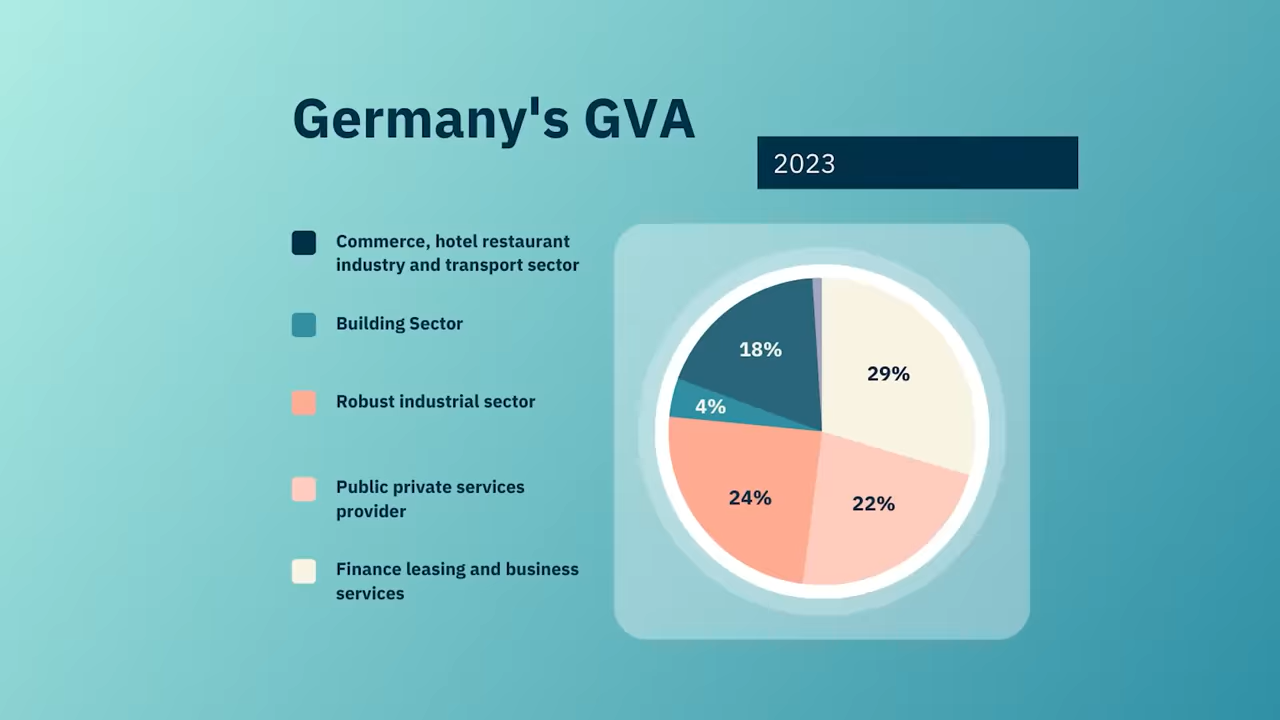 Germany's GVA
2023
Commerce, hotel restaurant
industry and transport sector
Building Sector
Robust industrial sector
Public private services
provider
Finance leasing and business
services
18%
29%
4%
24%
22%